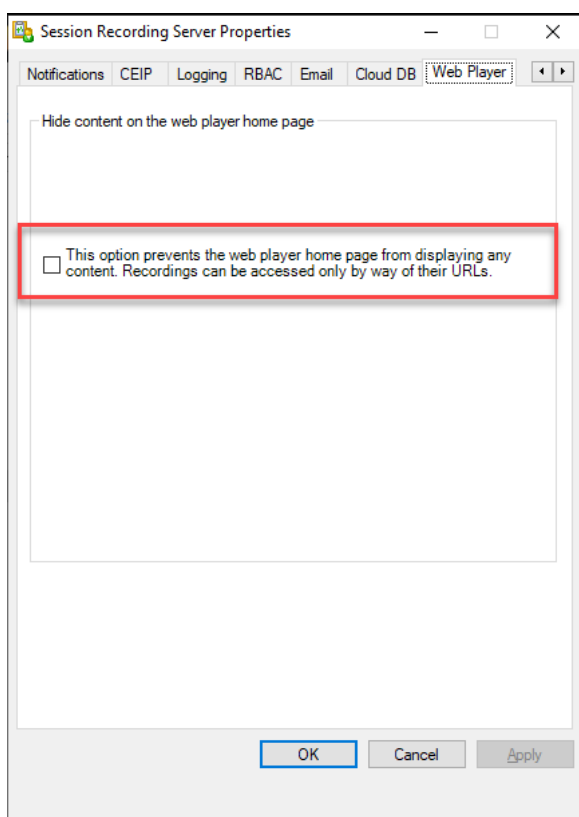 Session Recording Server Properties
Notifications CEIP Logging RBAC Email Cloud DB Web Player
Hide content on the web player home page
This option prevents the web player home page from displaying any
content. Recordings can be accessed only by way of their URLs.
OK Cancel Apply